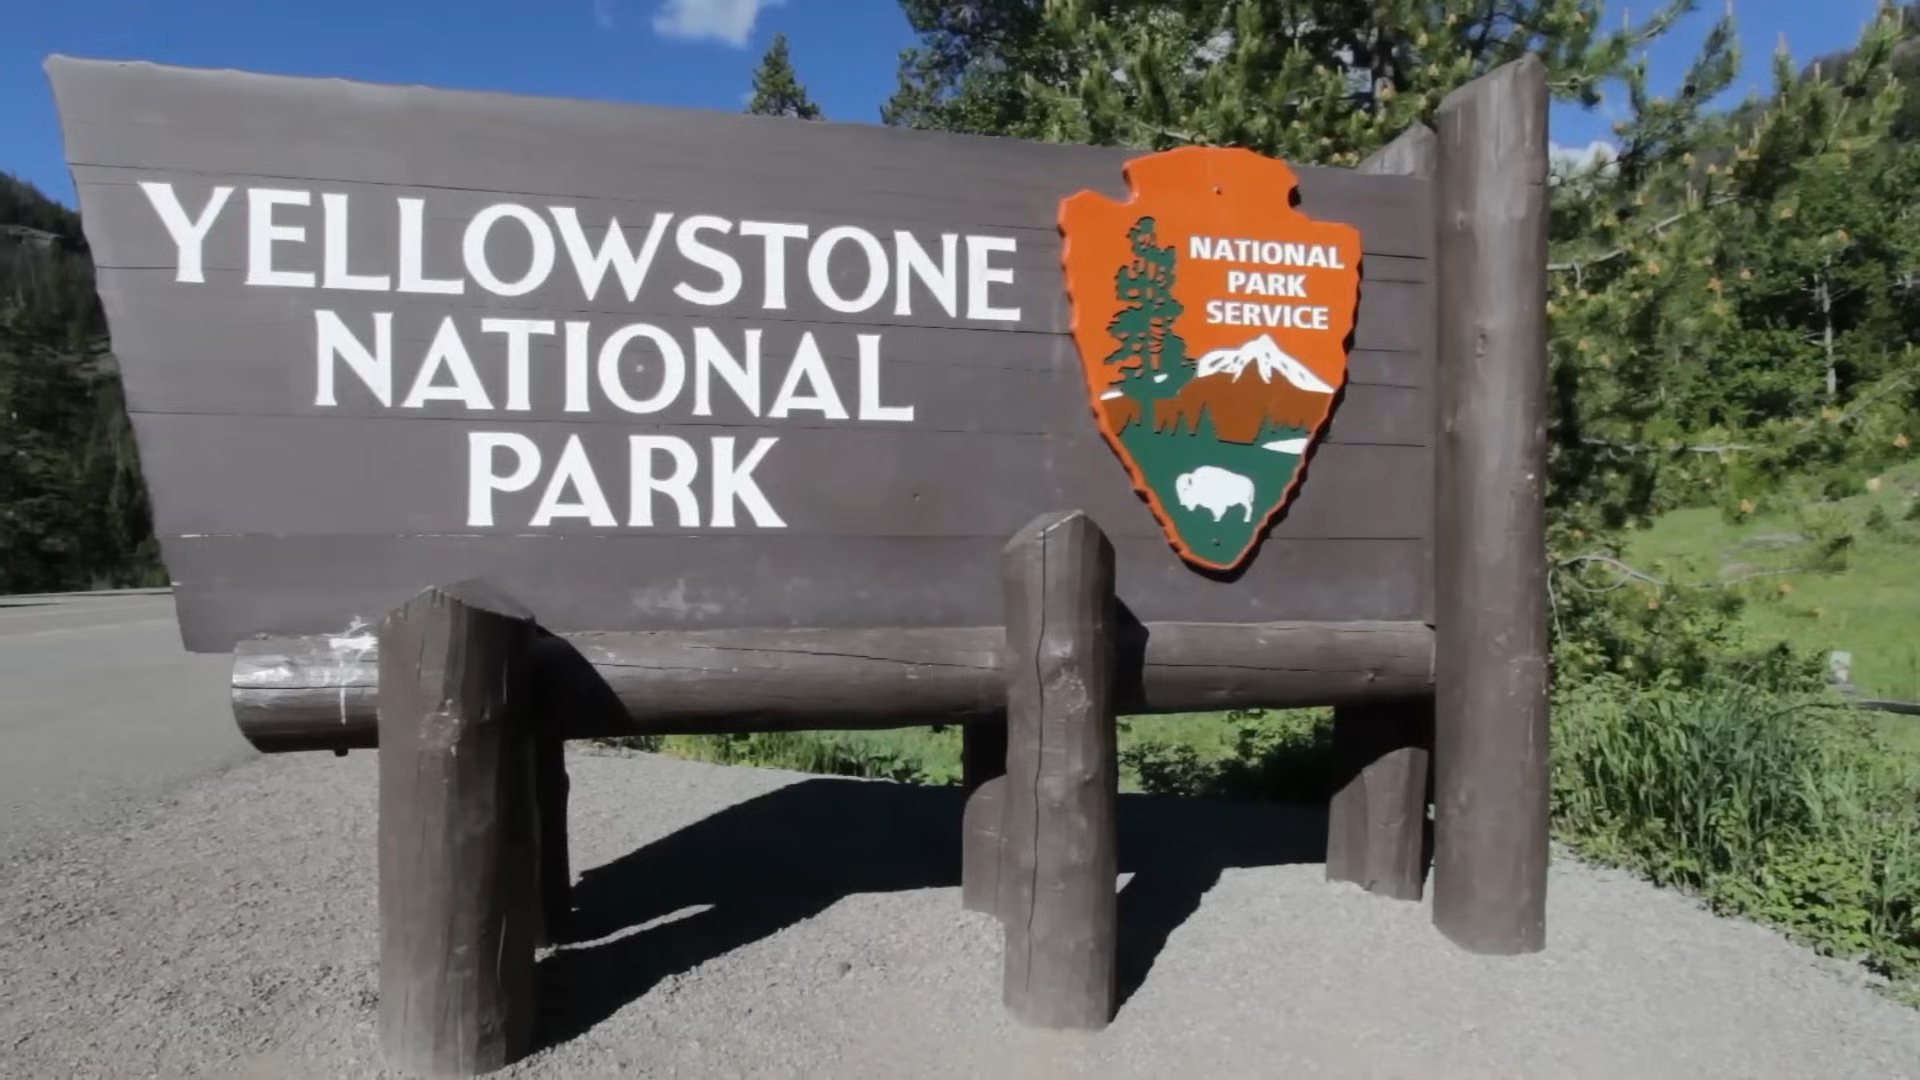 YELLOWSTONE
NATIONAL
PARK
NATIONAL
PARK
SERVICE